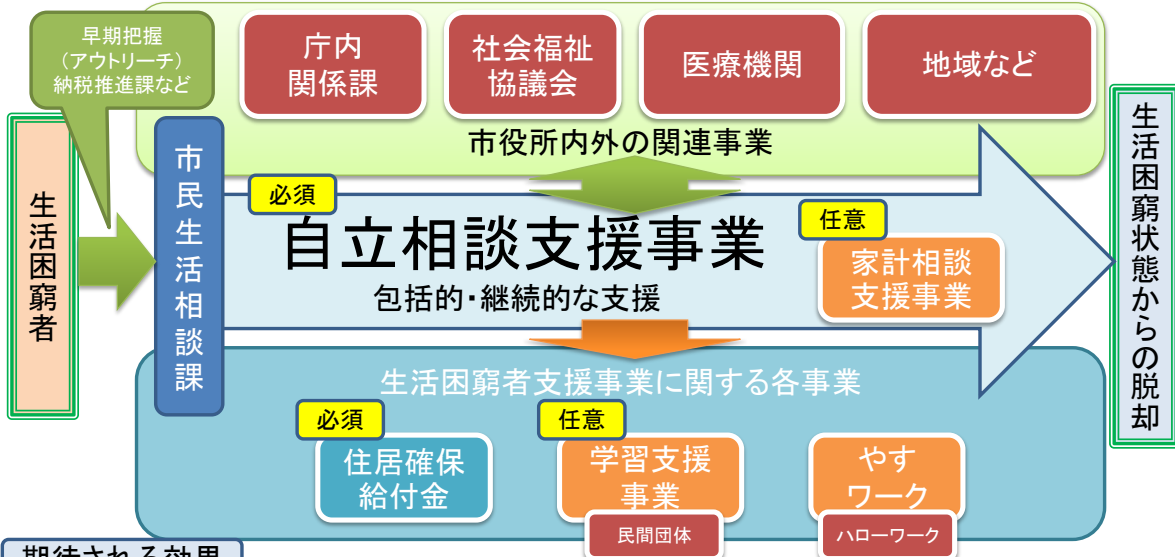 早期把握
（アウトリーチ）
納税推進課など
庁内
関係課
社会福祉
協議会
医療機関
地域など
市役所内外の関連事業
生活困窮者
市民生活相談課
必須
自立相談支援事業
包括的・継続的な支援
任意
家計相談
支援事業
生活困窮状態からの脱却
生活困窮者支援事業に関する各事業
必須
住居確保
給付金
任意
学習支援
事業
民間団体
やす
ワーク
ハローワーク
期待される効果